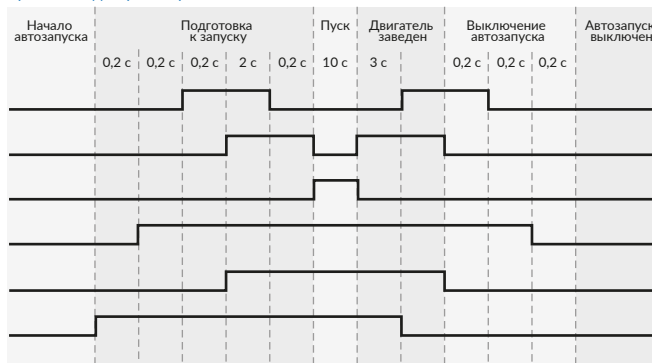 Начало
автозапуска
Подготовка
к запуску
Пуск
Двигатель
заведен
Выключение
автозапуска
Автозапуск
выключен
0,2 с 0,2 с 0,2 с 2 с 0,2 с 10 с 3 с 0,2 с 0,2 с 0,2 с